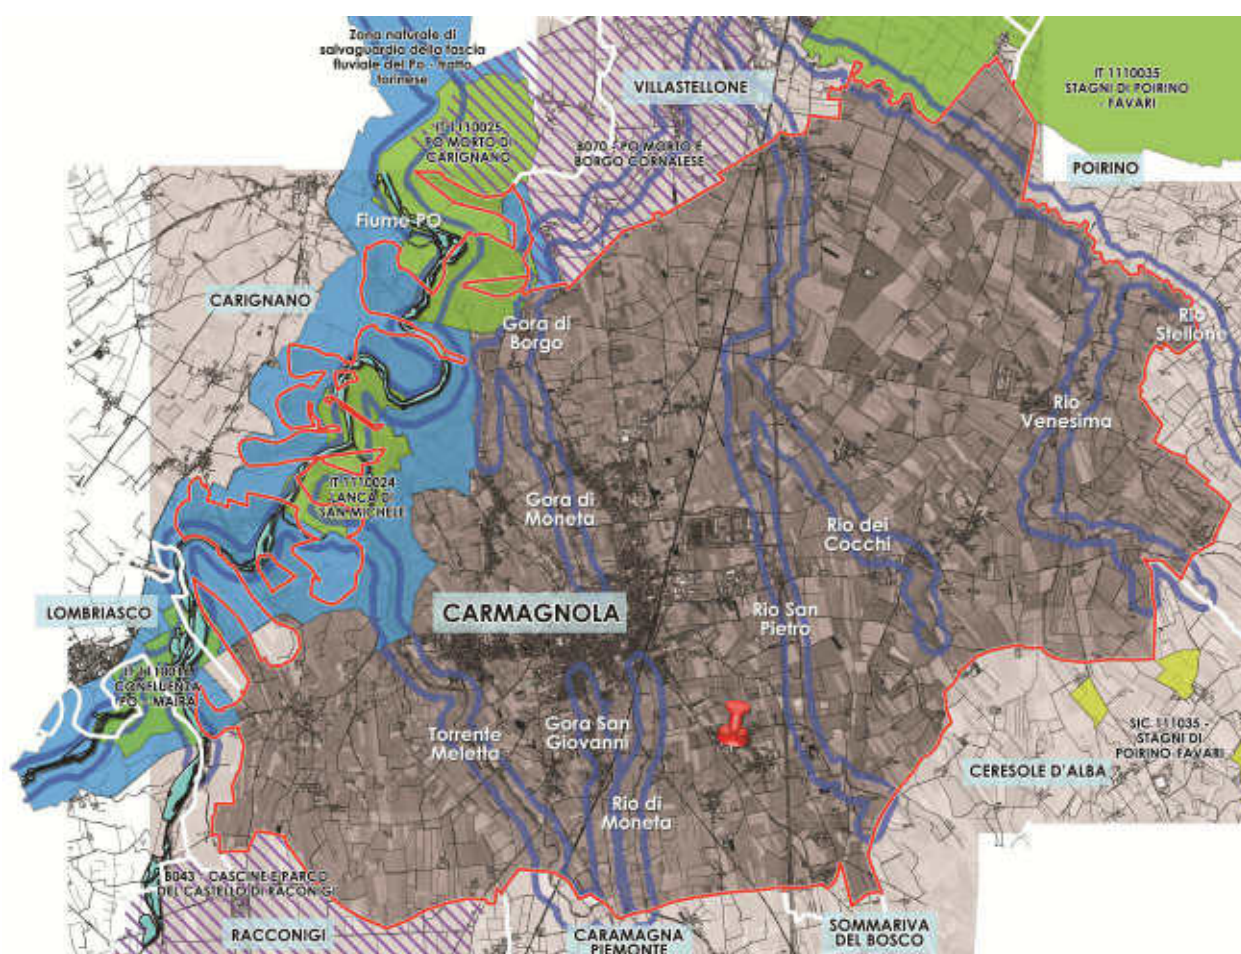 Zona naturale di
salvaguardia della fascia
fluviale del Po - tratto
torinese
VILLASTELLONE
IT 1110035
STAGNI DI POIRINO
- FAVARI
IT 1110025
PO MORTO DI
CARIGNANO
B070 - PO MORTO E
BORGO CORNALESE
POIRINO
Fiume PO
CARIGNANO
Gora di
Borgo
Rio
Stellone
Rio
Venesima
IT 1110024
LANCA DI
SAN MICHELE
Gora di
Moneta
Rio dei
Cocchi
LOMBRIASCO
CARMAGNOLA
Rio San
Pietro
CONFLUENZA
PO - MAIRA
Torrente
Meletta
Gora San
Giovanni
SIC 111035 -
STAGNI DI
POIRINO-FAVARI
CERESOLE D'ALBA
Rio di
Moneta
B043 - CASCINE E PARCO
DEL CASTELLO DI RACONIGI
RACCONIGI
CARAMAGNA
PIEMONTE
SOMMARIVA
DEL BOSCO